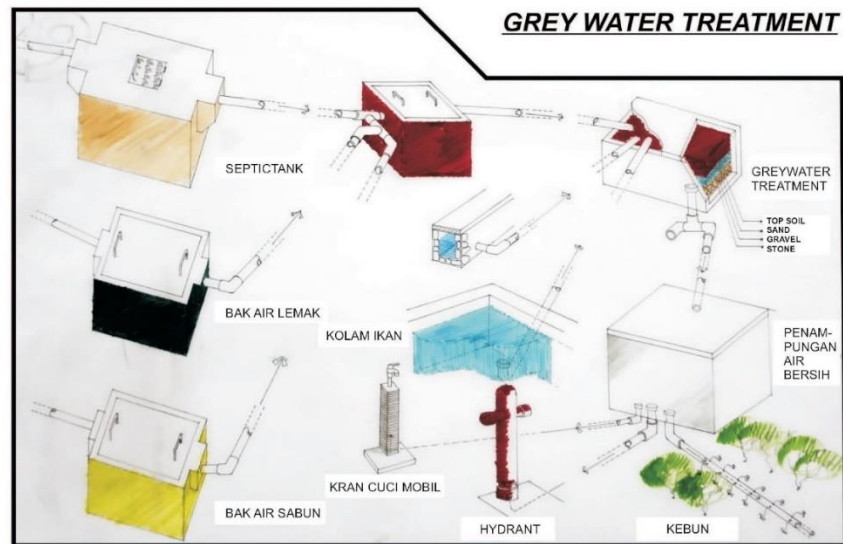 GREY WATER TREATMENT
SEPTICTANK
GREYWATER
TREATMENT
TOP SOIL
SAND
GRAVEL
STONE
BAK AIR LEMAK
KOLAM IKAN
PENAM-
PUNGAN
AIR
BERSIH
BAK AIR SABUN
KRAN CUCI MOBIL
HYDRANT
KEBUN